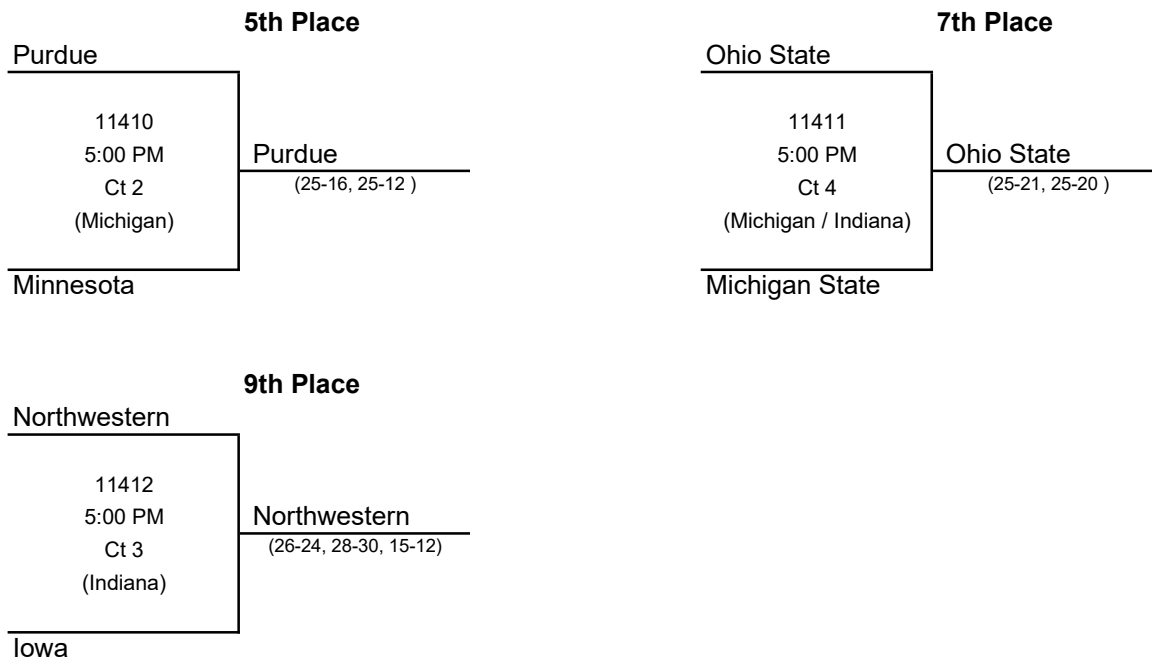 5th Place
Purdue
11410
5:00 PM
Ct 2
(Michigan)
Purdue
(25-16, 25-12 )
Minnesota
7th Place
Ohio State
11411
5:00 PM
Ct 4
(Michigan / Indiana)
Ohio State
(25-21, 25-20 )
Michigan State
9th Place
Northwestern
11412
5:00 PM
Ct 3
(Indiana)
Northwestern
(26-24, 28-30, 15-12)
Iowa